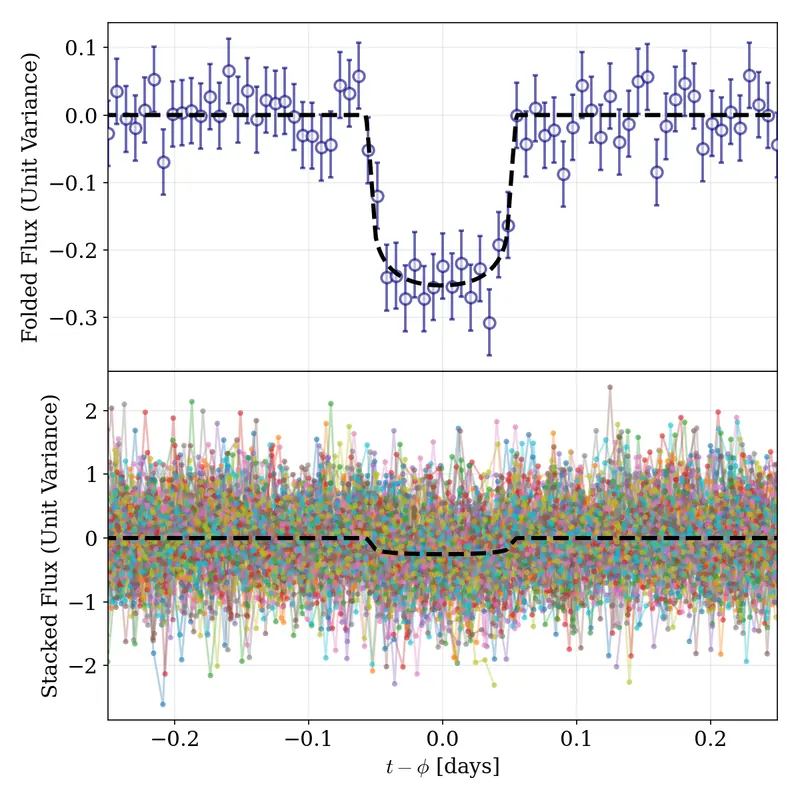 Folded Flux (Unit Variance)
0.1
0.0
−0.1
−0.2
−0.3
Stacked Flux (Unit Variance)
2
1
0
−1
−2
−0.2 −0.1 0.0 0.1 0.2
t − ϕ [days]